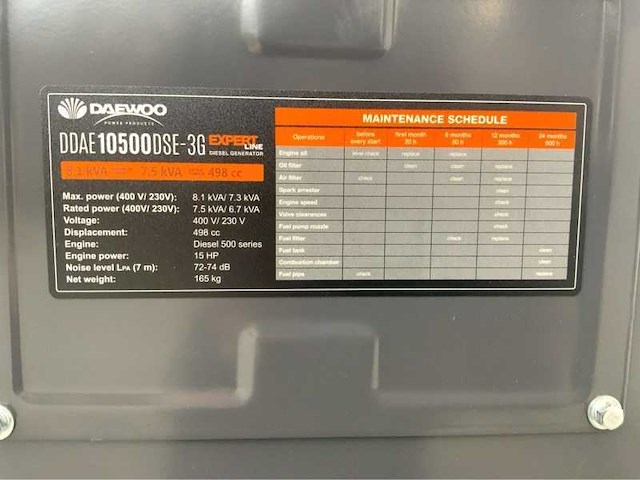 DAEWOO
POWER PRODUCTS
DDAE10500DSE-3G EXPERT LINE
DIESEL GENERATOR
8.1 kVA 7.5 kVA 498 cc
Max. power (400 V/ 230V): 8.1 kVA/ 7.3 kVA
Rated power (400V/ 230V): 7.5 kVA/ 6.7 kVA
Voltage: 400 V/ 230 V
Displacement: 498 cc
Engine: Diesel 500 series
Engine power: 15 HP
Noise level LPA (7 m): 72-74 dB
Net weight: 165 kg
MAINTENANCE SCHEDULE
Operations before every start first month 20 h 6 months 12 months 24 months
Engine oil level check replace replace
Oil filter clean clean replace
Air filter check check clean replace
Spark arrester clean
Engine speed check
Valve clearances check
Fuel pump nozzle check
Fuel filter check replace
Fuel tank clean
Combustion chamber clean
Fuel pipe check replace